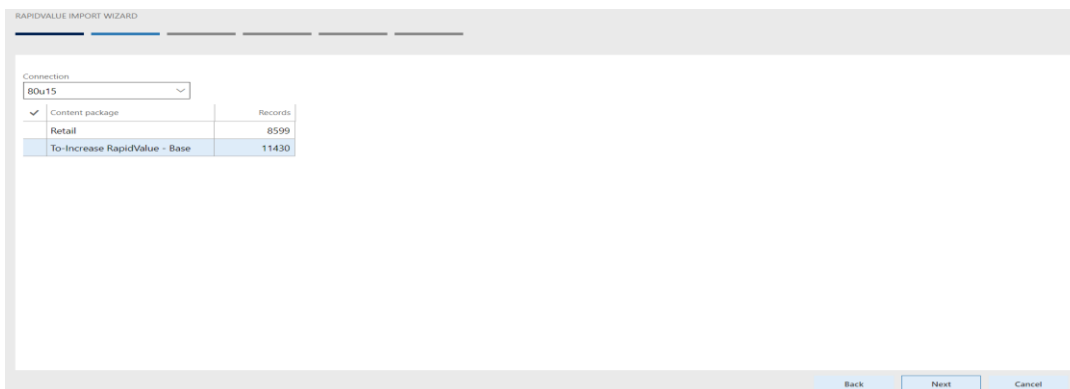 RAPIDVALUE IMPORT WIZARD
Connection
80u15
Content package Records
Retail 8599
To-Increase RapidValue - Base 11430
Back Next Cancel